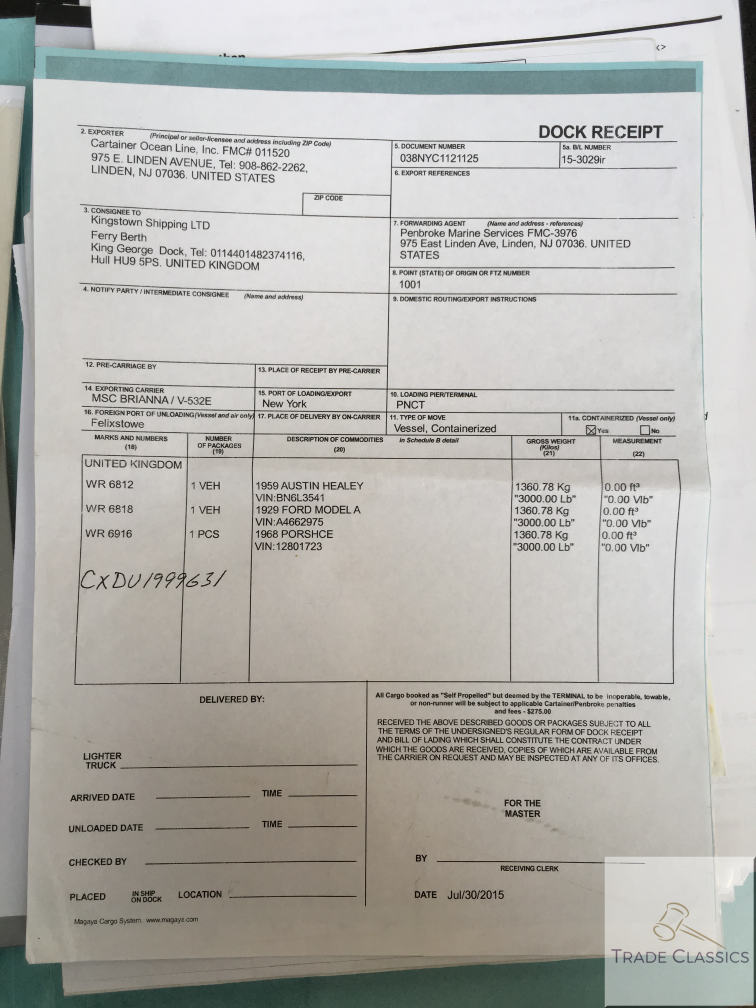 DOCK RECEIPT
2. EXPORTER (Principal or seller-licensee and address including ZIP Code)
Cartainer Ocean Line, Inc. FMC# 011520
975 E. LINDEN AVENUE, Tel: 908-862-2262,
LINDEN, NJ 07036. UNITED STATES
ZIP CODE
5. DOCUMENT NUMBER
038NYC1121125
5a. B/L NUMBER
15-3029ir
6. EXPORT REFERENCES
3. CONSIGNEE TO
Kingstown Shipping LTD
Ferry Berth
King George Dock, Tel: 0114401482374116,
Hull HU9 5PS. UNITED KINGDOM
7. FORWARDING AGENT (Name and address - references)
Penbroke Marine Services FMC-3976
975 East Linden Ave, Linden, NJ 07036. UNITED
STATES
8. POINT (STATE) OF ORIGIN OR FTZ NUMBER
1001
4. NOTIFY PARTY / INTERMEDIATE CONSIGNEE (Name and address)
9. DOMESTIC ROUTING/EXPORT INSTRUCTIONS
12. PRE-CARRIAGE BY
13. PLACE OF RECEIPT BY PRE-CARRIER
14. EXPORTING CARRIER
MSC BRIANNA / V-532E
15. PORT OF LOADING/EXPORT
New York
10. LOADING PIER/TERMINAL
PNCT
16. FOREIGN PORT OF UNLOADING (Vessel and air only)
Felixstowe
17. PLACE OF DELIVERY BY ON-CARRIER
11. TYPE OF MOVE
Vessel, Containerized
11a. CONTAINERIZED (Vessel only)
Yes No
MARKS AND NUMBERS
(18)
NUMBER
OF PACKAGES
(19)
DESCRIPTION OF COMMODITIES in Schedule B detail
(20)
GROSS WEIGHT
(Kilos)
(21)
MEASUREMENT
(22)
UNITED KINGDOM
WR 6812 1 VEH 1959 AUSTIN HEALEY 1360.78 Kg 0.00 ft³
VIN:BN6L3541 "3000.00 Lb" "0.00 Vlb"
WR 6818 1 VEH 1929 FORD MODEL A 1360.78 Kg 0.00 ft³
VIN:A4662975 "3000.00 Lb" "0.00 Vlb"
WR 6916 1 PCS 1968 PORSHCE 1360.78 Kg 0.00 ft³
VIN:12801723 "3000.00 Lb" "0.00 Vlb"
CXDU1999631
DELIVERED BY:
LIGHTER
TRUCK
ARRIVED DATE TIME
UNLOADED DATE TIME
CHECKED BY
PLACED IN SHIP ON DOCK LOCATION
All Cargo booked as "Self Propelled" but deemed by the TERMINAL to be inoperable, towable,
or non-runner will be subject to applicable Cartainer/Penbroke penalties
and fees - $275.00
RECEIVED THE ABOVE DESCRIBED GOODS OR PACKAGES SUBJECT TO ALL
THE TERMS OF THE UNDERSIGNED'S REGULAR FORM OF DOCK RECEIPT
AND BILL OF LADING WHICH SHALL CONSTITUTE THE CONTRACT UNDER
WHICH THE GOODS ARE RECEIVED, COPIES OF WHICH ARE AVAILABLE FROM
THE CARRIER ON REQUEST AND MAY BE INSPECTED AT ANY OF ITS OFFICES.
FOR THE
MASTER
BY
RECEIVING CLERK
DATE Jul/30/2015
Magaya Cargo System. www.magaya.com
TRADE CLASSICS